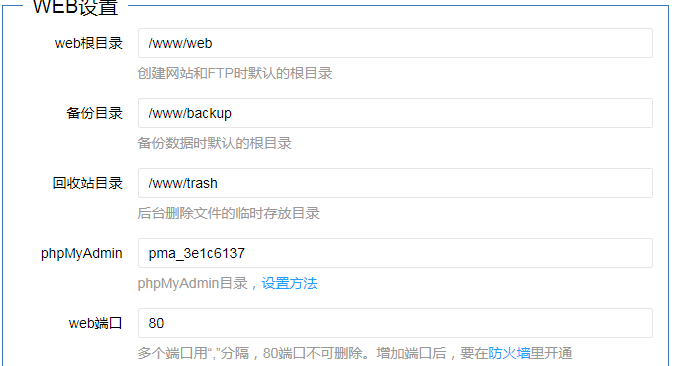 WEB设置
web根目录 /www/web
创建网站和FTP时默认的根目录
备份目录 /www/backup
备份数据时默认的根目录
回收站目录 /www/trash
后台删除文件的临时存放目录
phpMyAdmin pma_3e1c6137
phpMyAdmin目录，设置方法
web端口 80
多个端口用“,”分隔，80端口不可删除。增加端口后，要在防火墙里开通